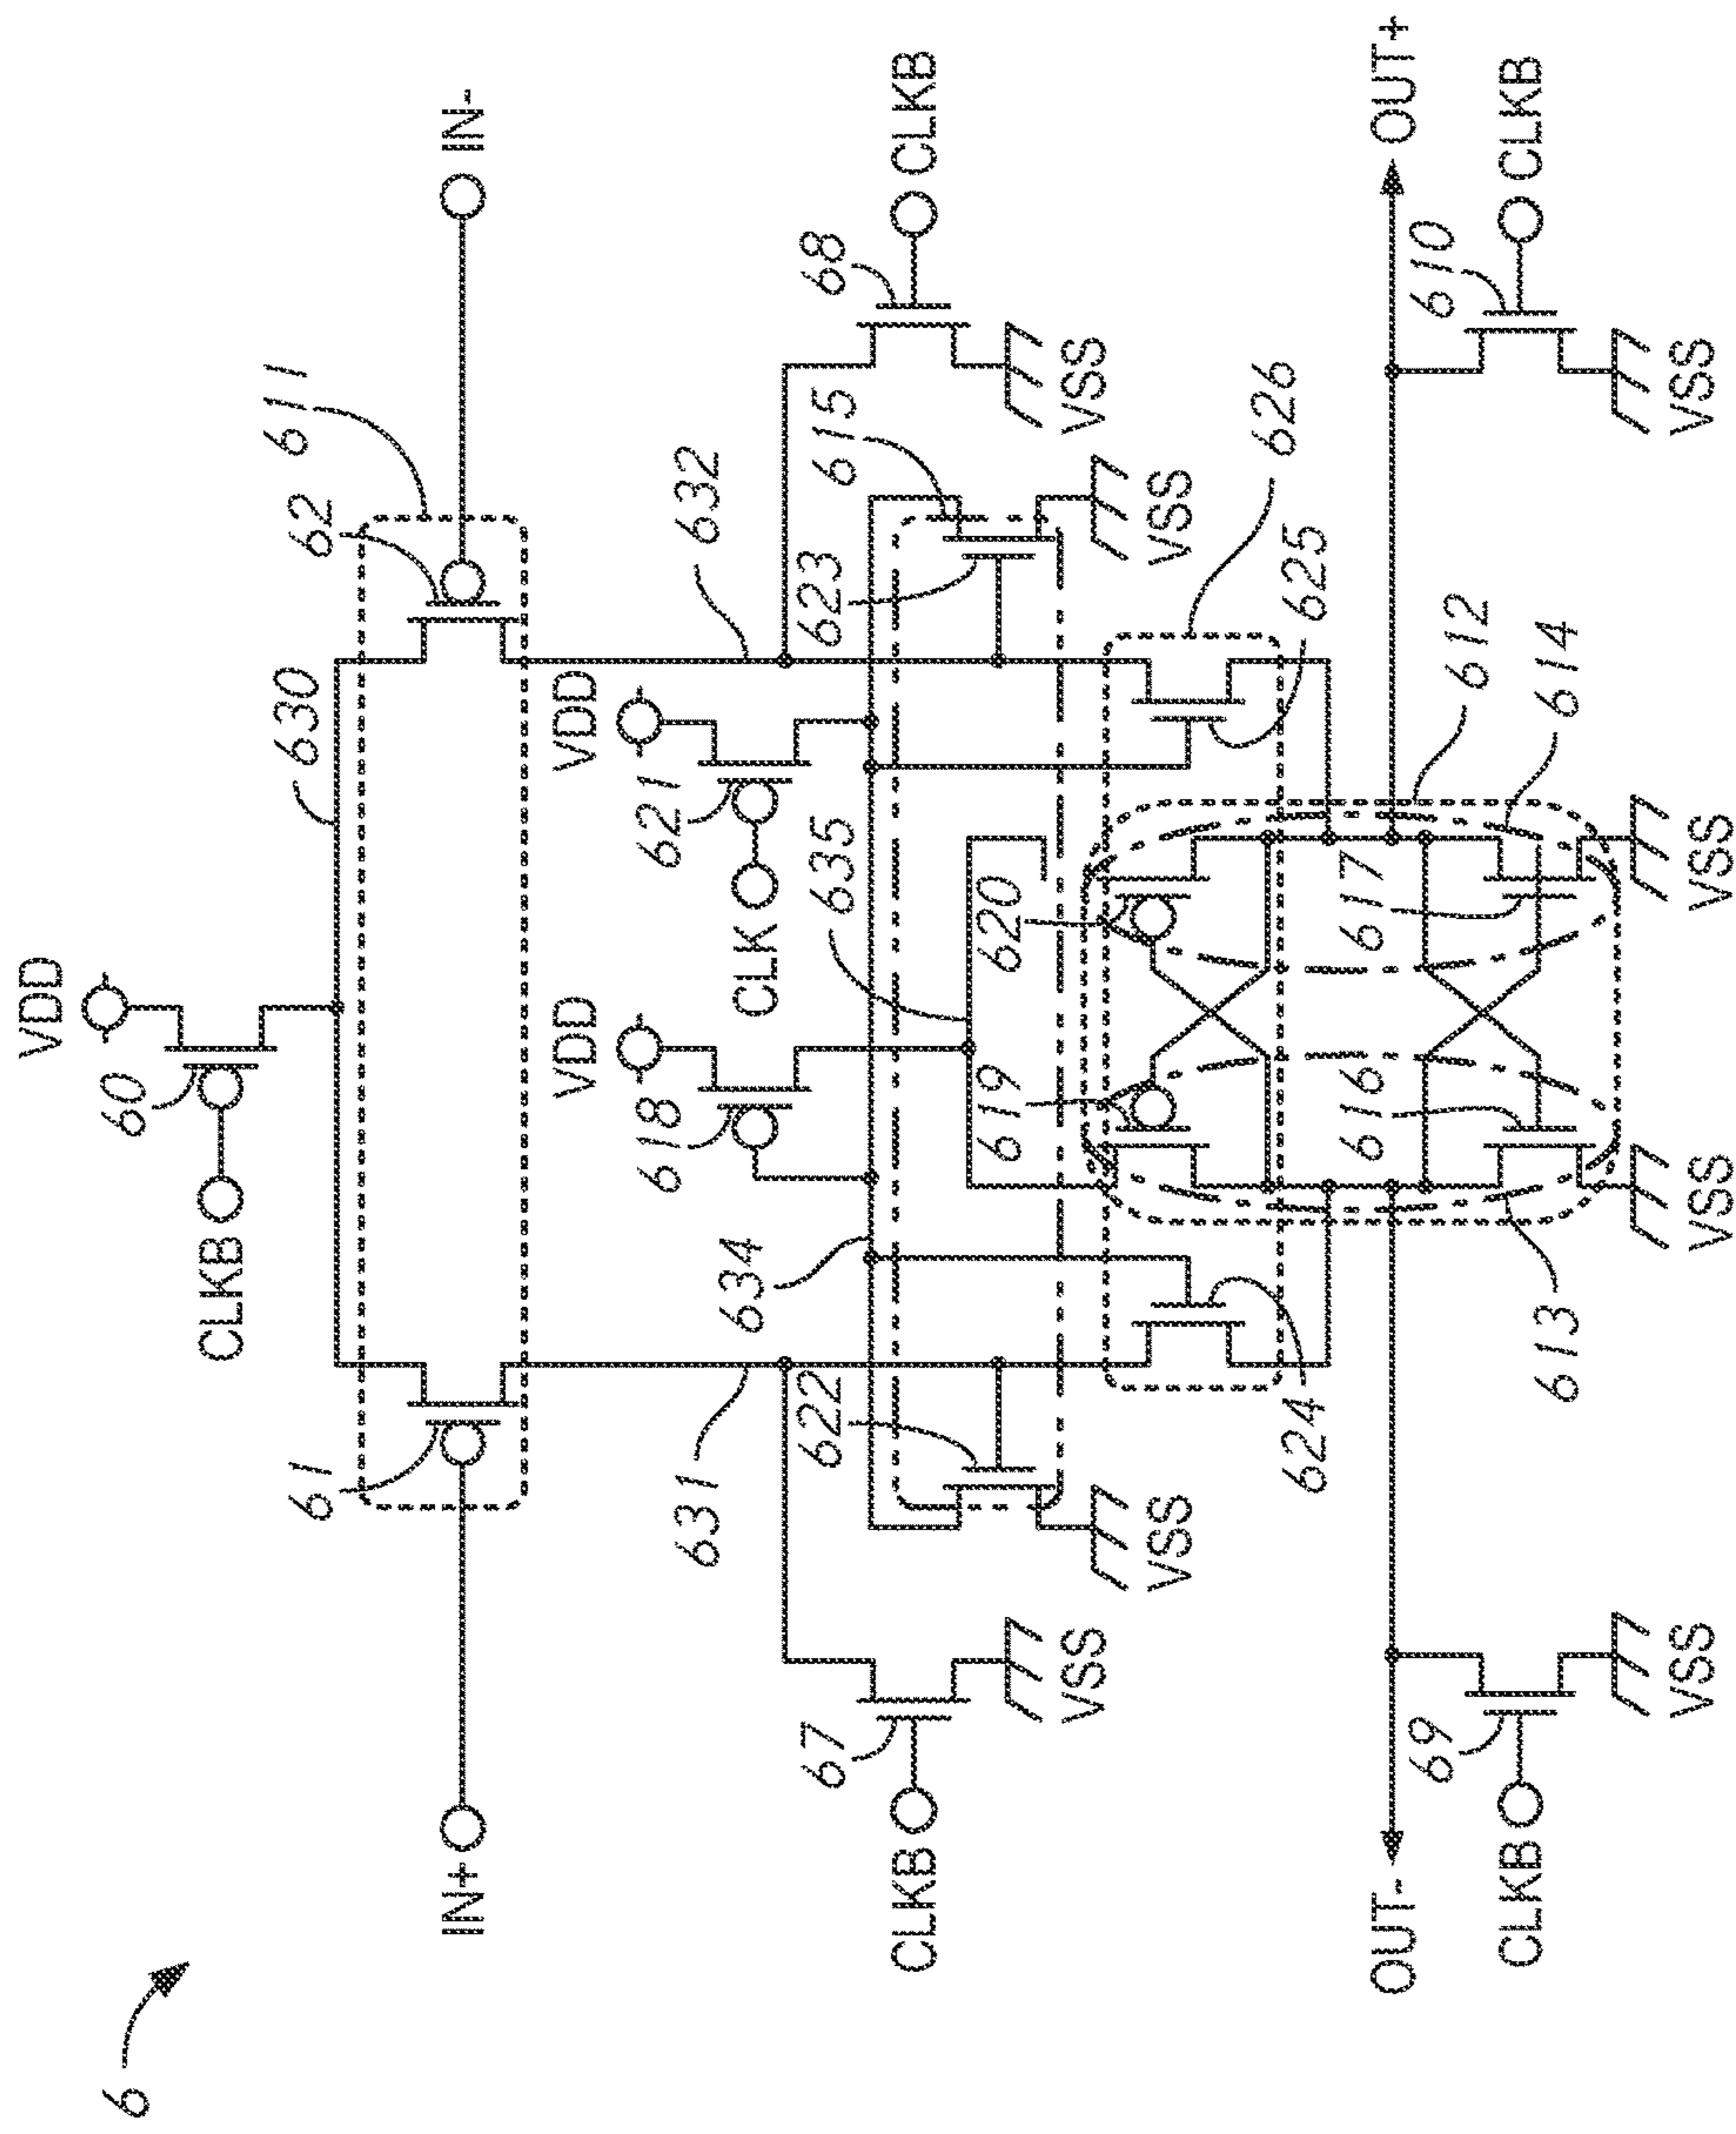 6
VDD
60
CLKB
630
611
61
62
IN+
IN-
631
632
VDD
VDD
618
621
CLK
634
635
67
68
CLKB
CLKB
622
623
615
VSS
VSS
VSS
VSS
619
620
624
625
626
616
617
612
OUT-
OUT+
69
610
CLKB
CLKB
613
614
VSS
VSS
VSS
VSS